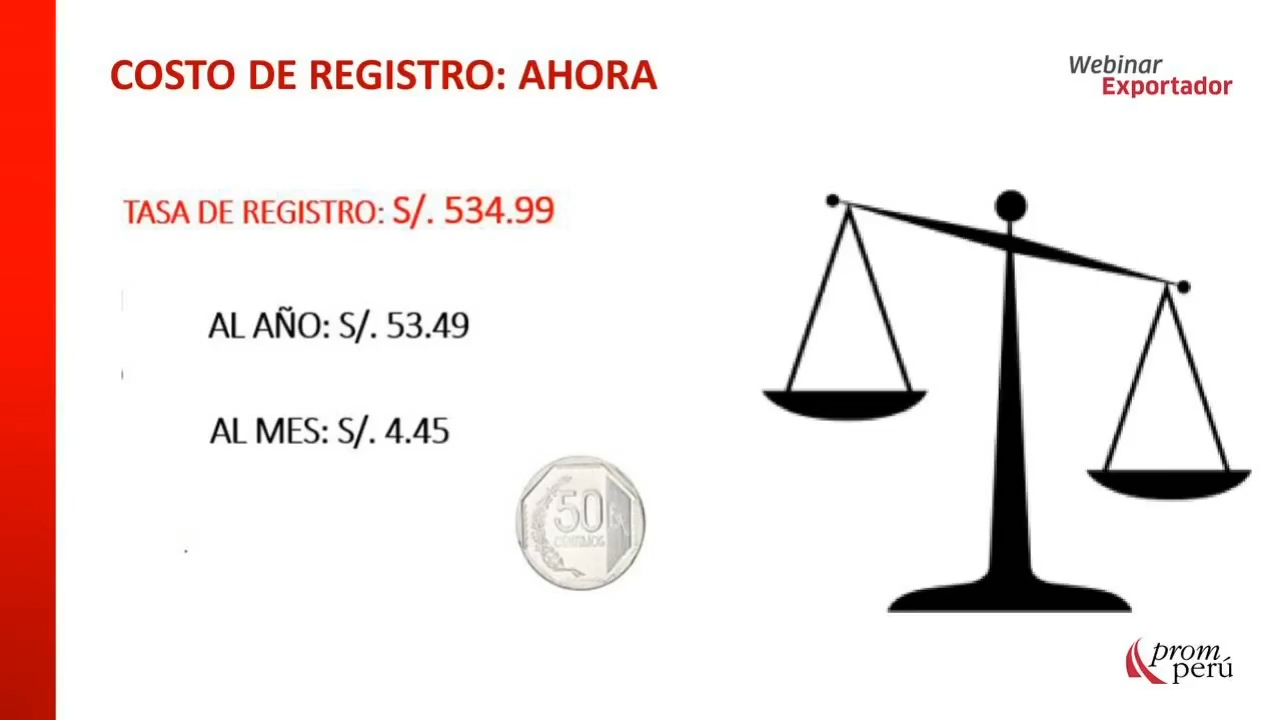 COSTO DE REGISTRO: AHORA
Webinar
Exportador
TASA DE REGISTRO: S/. 534.99
AL AÑO: S/. 53.49
AL MES: S/. 4.45
50
CÉNTIMOS
prom
perú